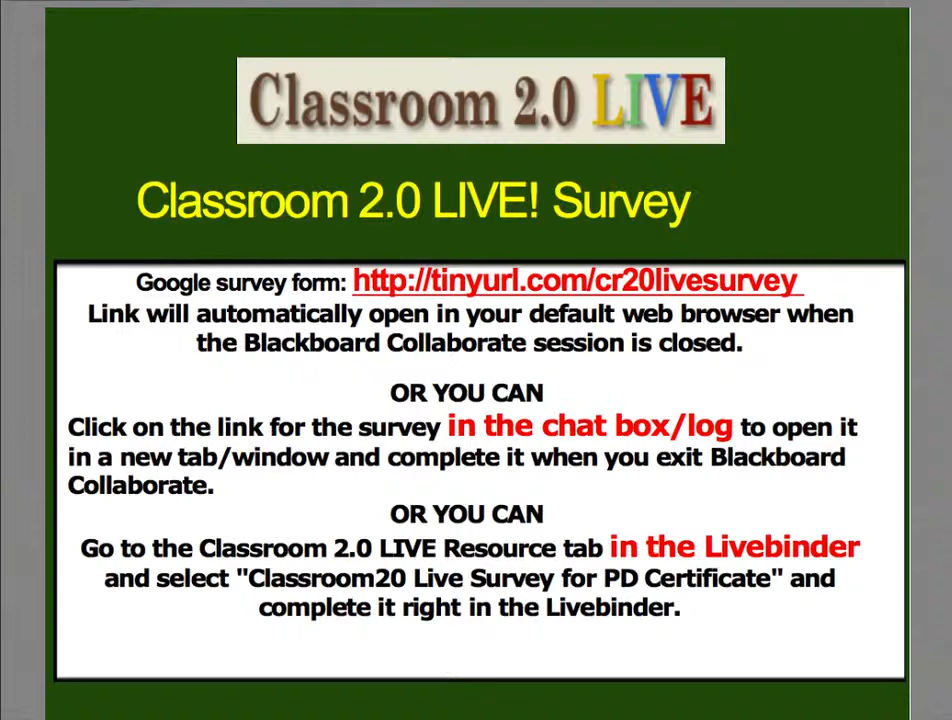 Classroom 2.0 LIVE
Classroom 2.0 LIVE! Survey
Google survey form: http://tinyurl.com/cr20livesurvey
Link will automatically open in your default web browser when
the Blackboard Collaborate session is closed.
OR YOU CAN
Click on the link for the survey in the chat box/log to open it
in a new tab/window and complete it when you exit Blackboard
Collaborate.
OR YOU CAN
Go to the Classroom 2.0 LIVE Resource tab in the Livebinder
and select "Classroom20 Live Survey for PD Certificate" and
complete it right in the Livebinder.